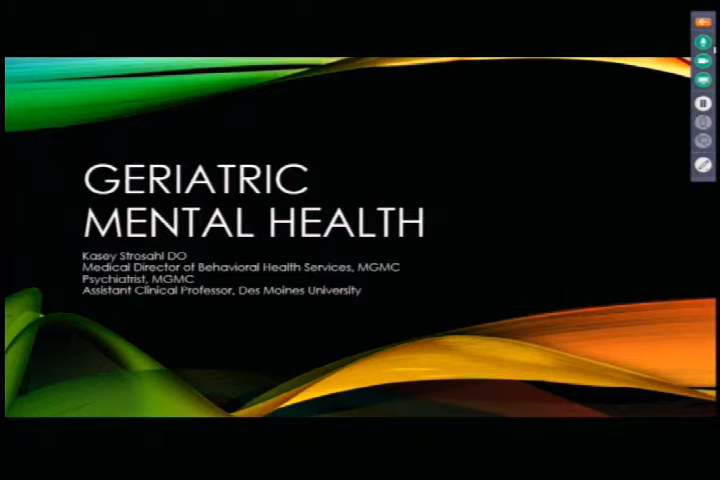 GERIATRIC
MENTAL HEALTH
Kasey Strosahl DO
Medical Director of Behavioral Health Services, MGMC
Psychiatrist, MGMC
Assistant Clinical Professor, Des Moines University